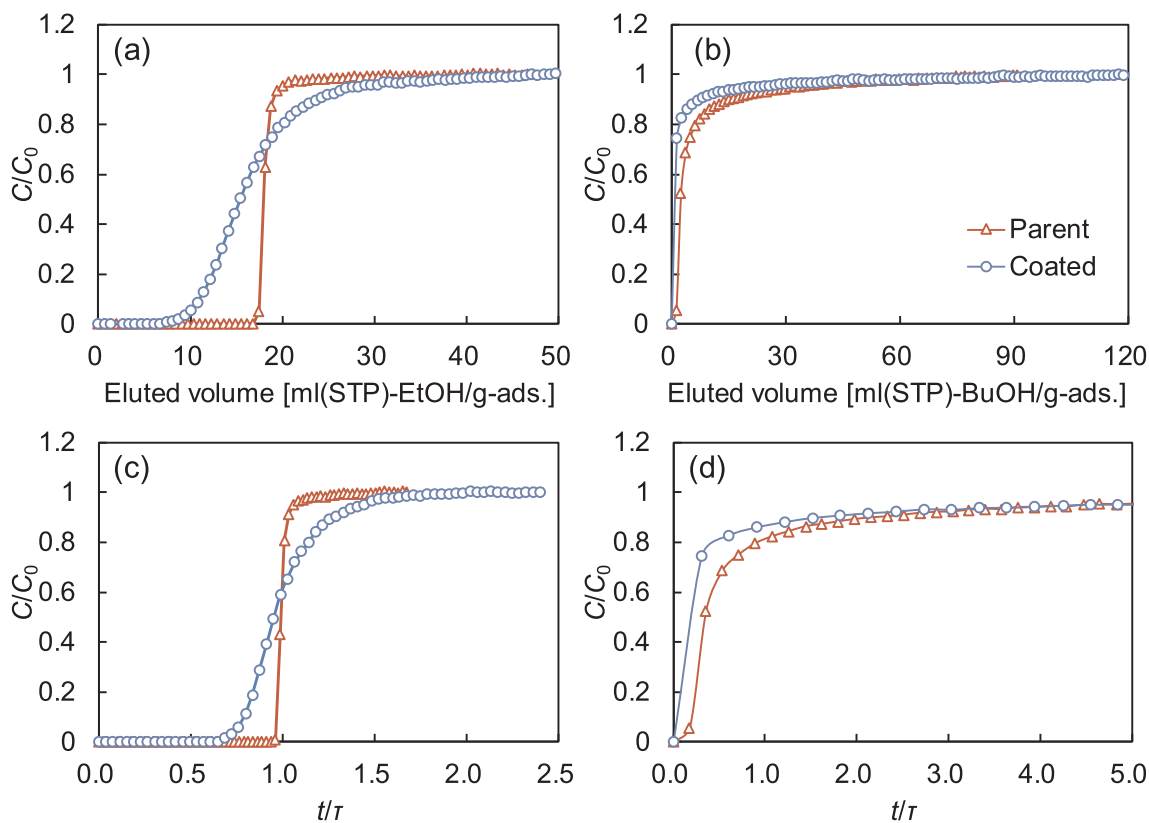 (a)
1.2
1
0.8
0.6
0.4
0.2
0
C/C0
0 10 20 30 40 50
Eluted volume [ml(STP)-EtOH/g-ads.]
(b)
1.2
1
0.8
0.6
0.4
0.2
0
C/C0
Parent
Coated
0 30 60 90 120
Eluted volume [ml(STP)-BuOH/g-ads.]
(c)
1.2
1
0.8
0.6
0.4
0.2
0
C/C0
0.0 0.5 1.0 1.5 2.0 2.5
t/τ
(d)
1.2
1
0.8
0.6
0.4
0.2
0
C/C0
0.0 1.0 2.0 3.0 4.0 5.0
t/τ